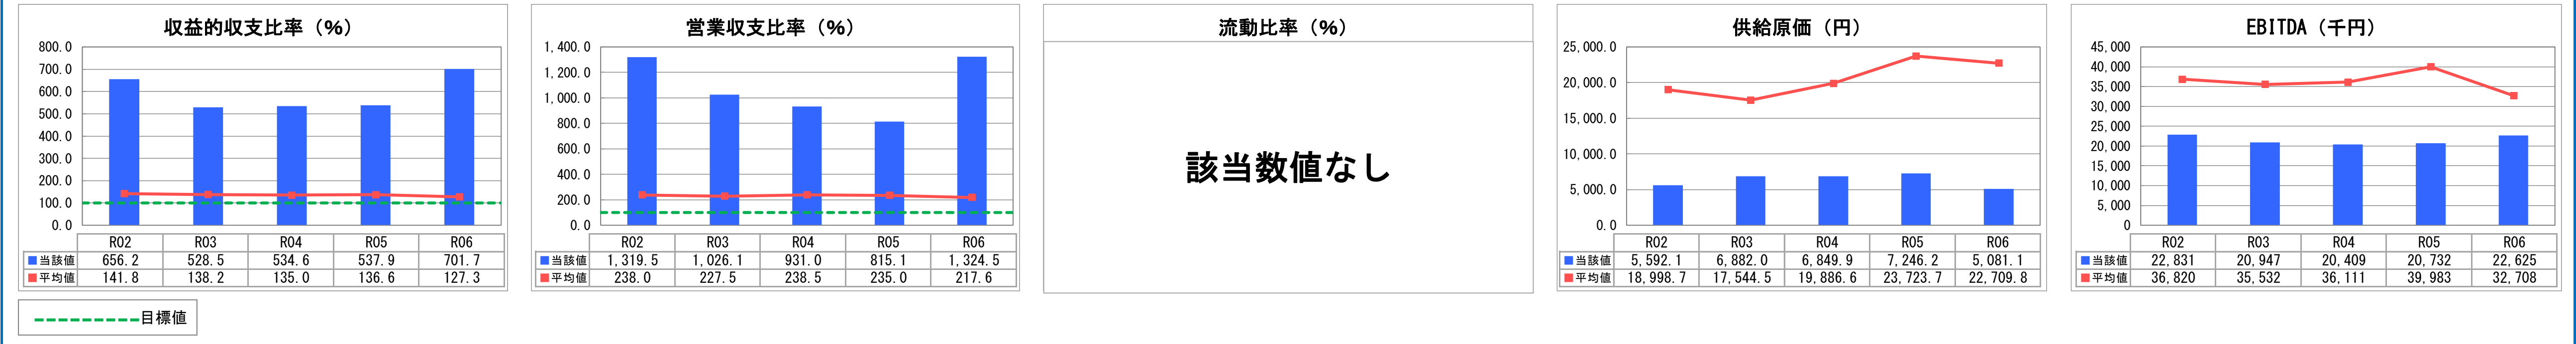 収益的収支比率（%）
800.0
700.0
600.0
500.0
400.0
300.0
200.0
100.0
0.0
R02 R03 R04 R05 R06
当該値 656.2 528.5 534.6 537.9 701.7
平均値 141.8 138.2 135.0 136.6 127.3
営業収支比率（%）
1,400.0
1,200.0
1,000.0
800.0
600.0
400.0
200.0
0.0
R02 R03 R04 R05 R06
当該値 1,319.5 1,026.1 931.0 815.1 1,324.5
平均値 238.0 227.5 238.5 235.0 217.6
流動比率（%）
該当数値なし
供給原価（円）
25,000.0
20,000.0
15,000.0
10,000.0
5,000.0
0.0
R02 R03 R04 R05 R06
当該値 5,592.1 6,882.0 6,849.9 7,246.2 5,081.1
平均値 18,998.7 17,544.5 19,886.6 23,723.7 22,709.8
EBITDA（千円）
45,000
40,000
35,000
30,000
25,000
20,000
15,000
10,000
5,000
0
R02 R03 R04 R05 R06
当該値 22,831 20,947 20,409 20,732 22,625
平均値 36,820 35,532 36,111 39,983 32,708
目標値